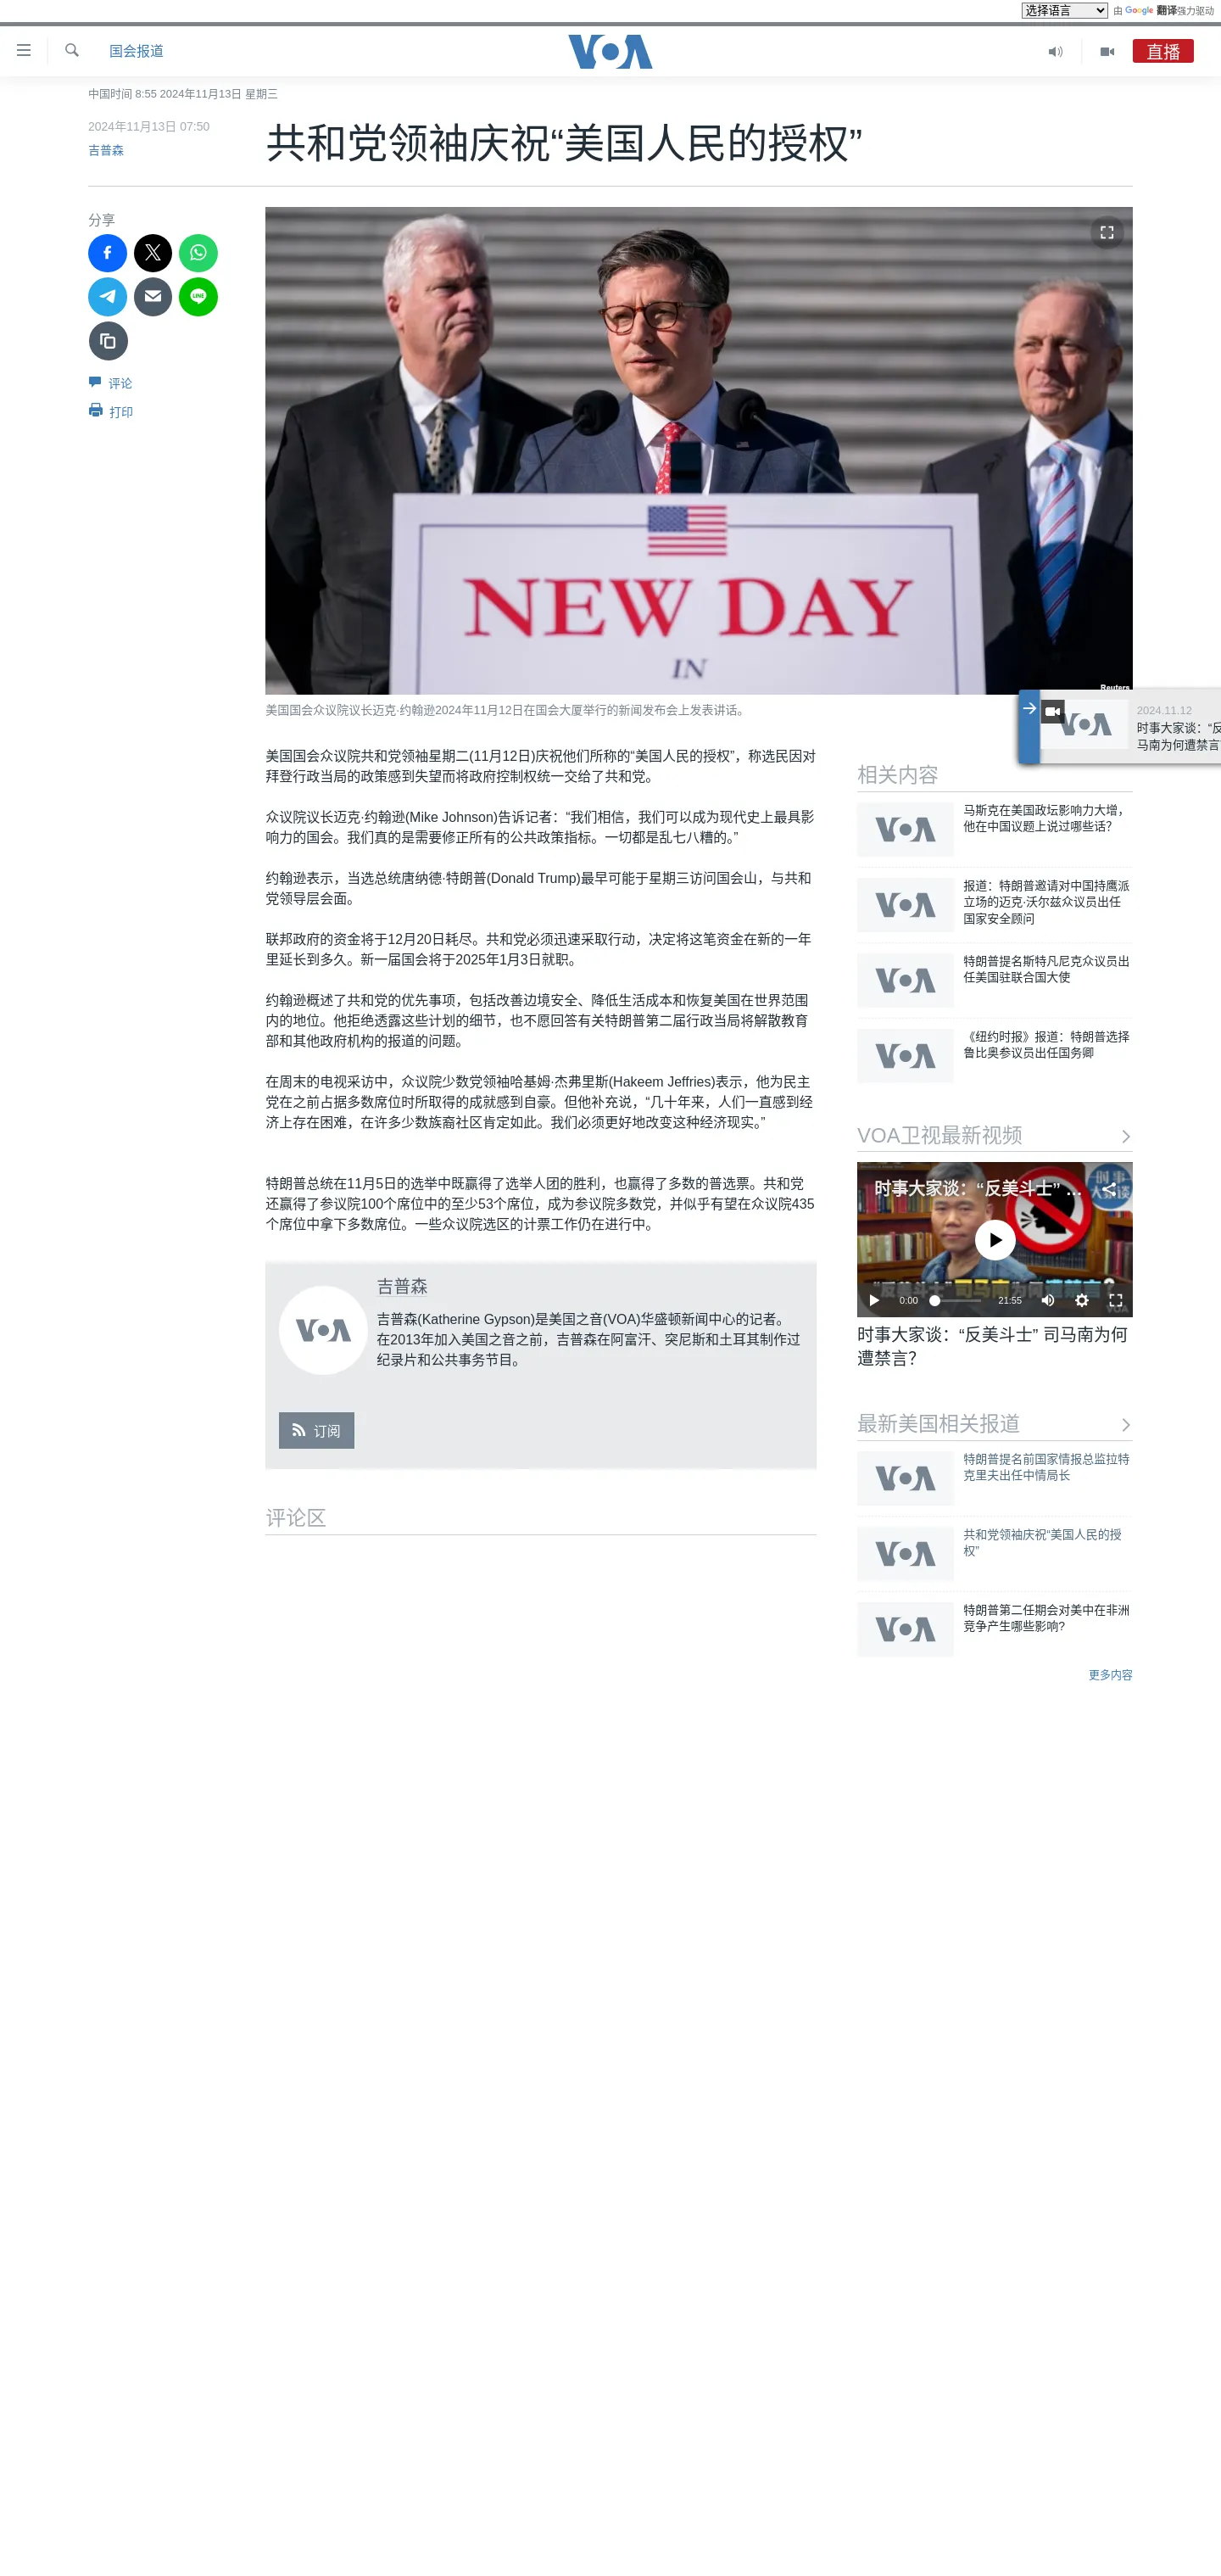 选择语言
由 Google 翻译强力驱动
国会报道
VOA
直播
中国时间 8:55 2024年11月13日 星期三
2024年11月13日 07:50
吉普森
共和党领袖庆祝“美国人民的授权”
分享
LINE
评论
打印
NEW DAY
IN
Reuters
美国国会众议院议长迈克·约翰逊2024年11月12日在国会大厦举行的新闻发布会上发表讲话。
2024.11.12
时事大家谈：“反
马南为何遭禁言
VOA
美国国会众议院共和党领袖星期二(11月12日)庆祝他们所称的“美国人民的授权”，称选民因对
拜登行政当局的政策感到失望而将政府控制权统一交给了共和党。
众议院议长迈克·约翰逊(Mike Johnson)告诉记者：“我们相信，我们可以成为现代史上最具影
响力的国会。我们真的是需要修正所有的公共政策指标。一切都是乱七八糟的。”
约翰逊表示，当选总统唐纳德·特朗普(Donald Trump)最早可能于星期三访问国会山，与共和
党领导层会面。
联邦政府的资金将于12月20日耗尽。共和党必须迅速采取行动，决定将这笔资金在新的一年
里延长到多久。新一届国会将于2025年1月3日就职。
约翰逊概述了共和党的优先事项，包括改善边境安全、降低生活成本和恢复美国在世界范围
内的地位。他拒绝透露这些计划的细节，也不愿回答有关特朗普第二届行政当局将解散教育
部和其他政府机构的报道的问题。
在周末的电视采访中，众议院少数党领袖哈基姆·杰弗里斯(Hakeem Jeffries)表示，他为民主
党在之前占据多数席位时所取得的成就感到自豪。但他补充说，“几十年来，人们一直感到经
济上存在困难，在许多少数族裔社区肯定如此。我们必须更好地改变这种经济现实。”
特朗普总统在11月5日的选举中既赢得了选举人团的胜利，也赢得了多数的普选票。共和党
还赢得了参议院100个席位中的至少53个席位，成为参议院多数党，并似乎有望在众议院435
个席位中拿下多数席位。一些众议院选区的计票工作仍在进行中。
VOA
吉普森
吉普森(Katherine Gypson)是美国之音(VOA)华盛顿新闻中心的记者。
在2013年加入美国之音之前，吉普森在阿富汗、突尼斯和土耳其制作过
纪录片和公共事务节目。
订阅
评论区
相关内容
VOA
马斯克在美国政坛影响力大增，
他在中国议题上说过哪些话？
VOA
报道：特朗普邀请对中国持鹰派
立场的迈克·沃尔兹众议员出任
国家安全顾问
VOA
特朗普提名斯特凡尼克众议员出
任美国驻联合国大使
VOA
《纽约时报》报道：特朗普选择
鲁比奥参议员出任国务卿
VOA卫视最新视频
时事大家谈：“反美斗士” …
“反美斗士”司马南为何遭禁言？
0:00
21:55
VOA
时事大家谈：“反美斗士” 司马南为何
遭禁言？
最新美国相关报道
VOA
特朗普提名前国家情报总监拉特
克里夫出任中情局长
VOA
共和党领袖庆祝“美国人民的授
权”
VOA
特朗普第二任期会对美中在非洲
竞争产生哪些影响?
更多内容